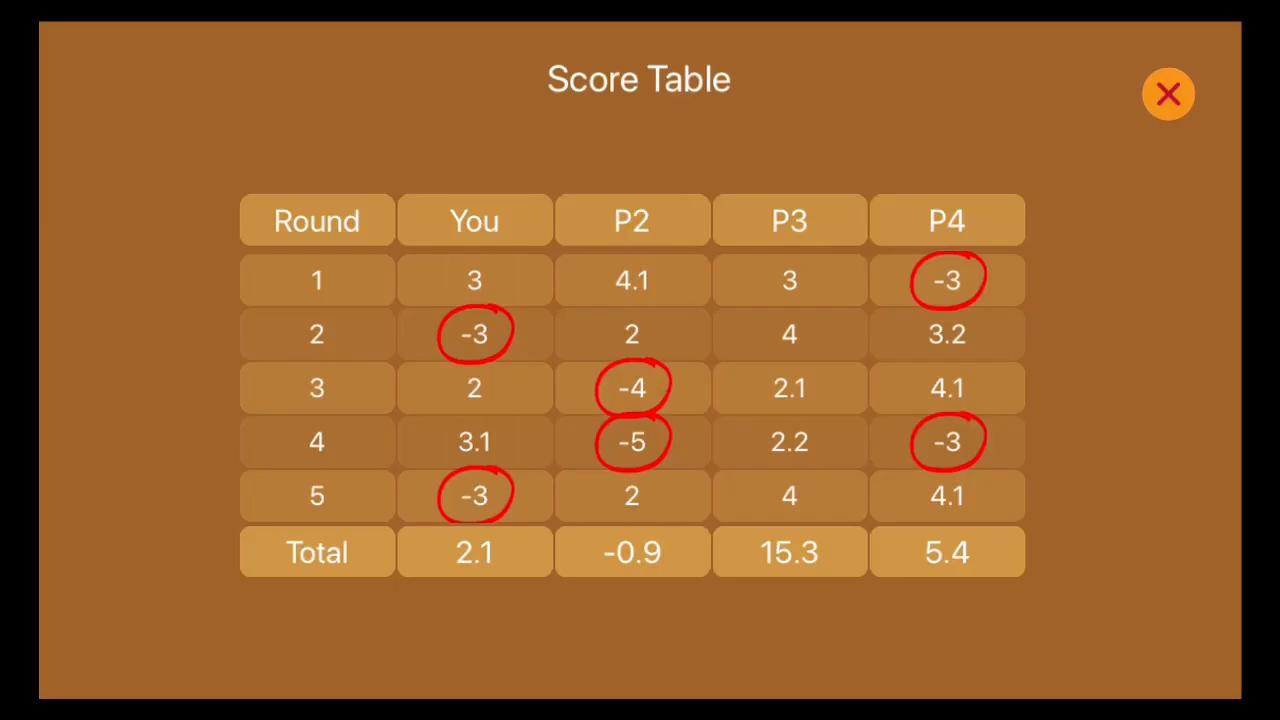 Score Table
Round You P2 P3 P4
1 3 4.1 3 -3
2 -3 2 4 3.2
3 2 -4 2.1 4.1
4 3.1 -5 2.2 -3
5 -3 2 4 4.1
Total 2.1 -0.9 15.3 5.4